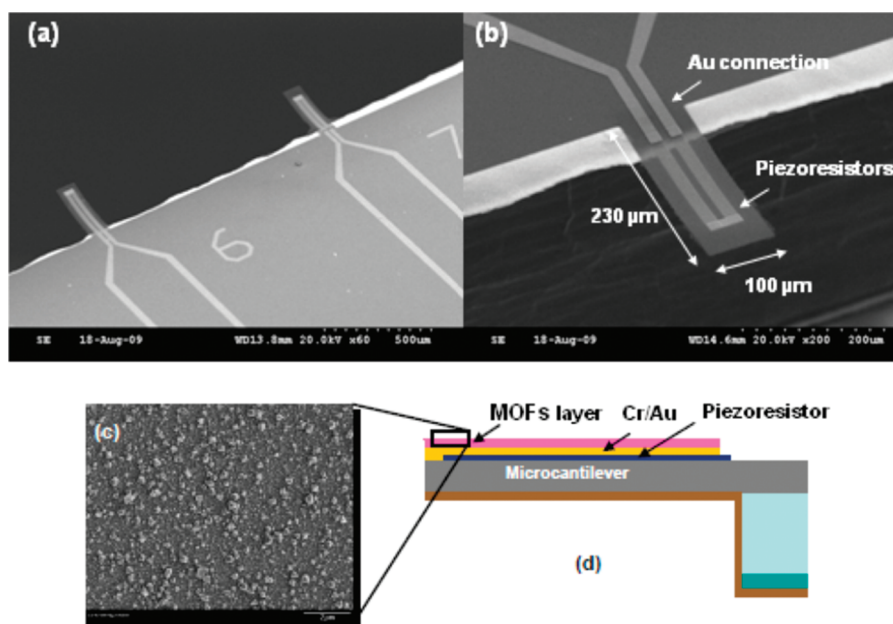 (a)
6
7
SE 18-Aug-09 WD13.8mm 20.0kV x60 500um
(b)
Au connection
Piezoresistors
230 µm
100 µm
SE 18-Aug-09 WD14.6mm 20.0kV x200 200um
(c)
MOFs layer
Cr/Au
Piezoresistor
Microcantilever
(d)